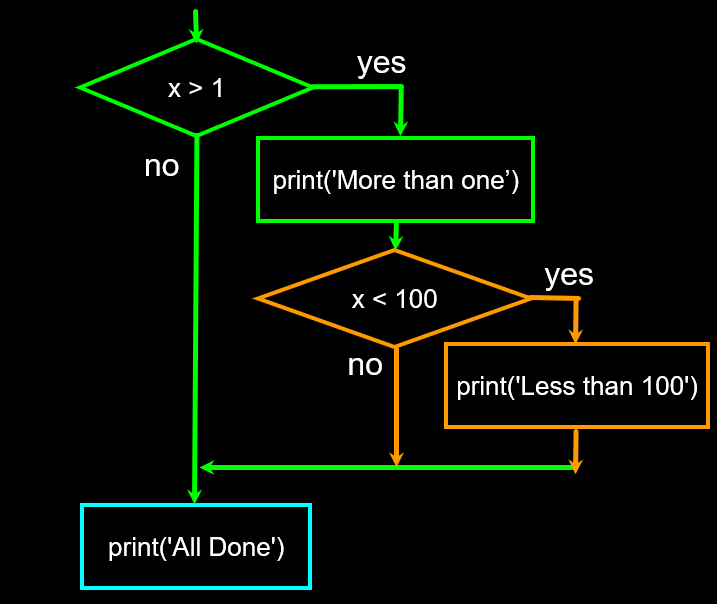 yes
x > 1
no
print('More than one’)
yes
x < 100
no
print('Less than 100')
print('All Done')